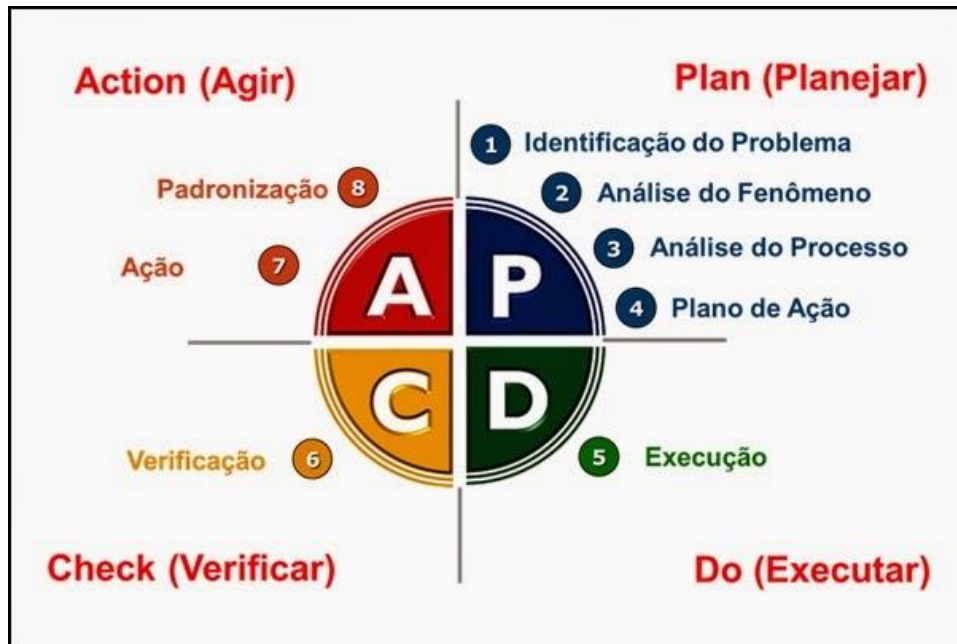 Action (Agir)
Plan (Planejar)
1 Identificação do Problema
2 Análise do Fenômeno
3 Análise do Processo
4 Plano de Ação
Padronização 8
Ação 7
A P
C D
Verificação 6
5 Execução
Check (Verificar)
Do (Executar)